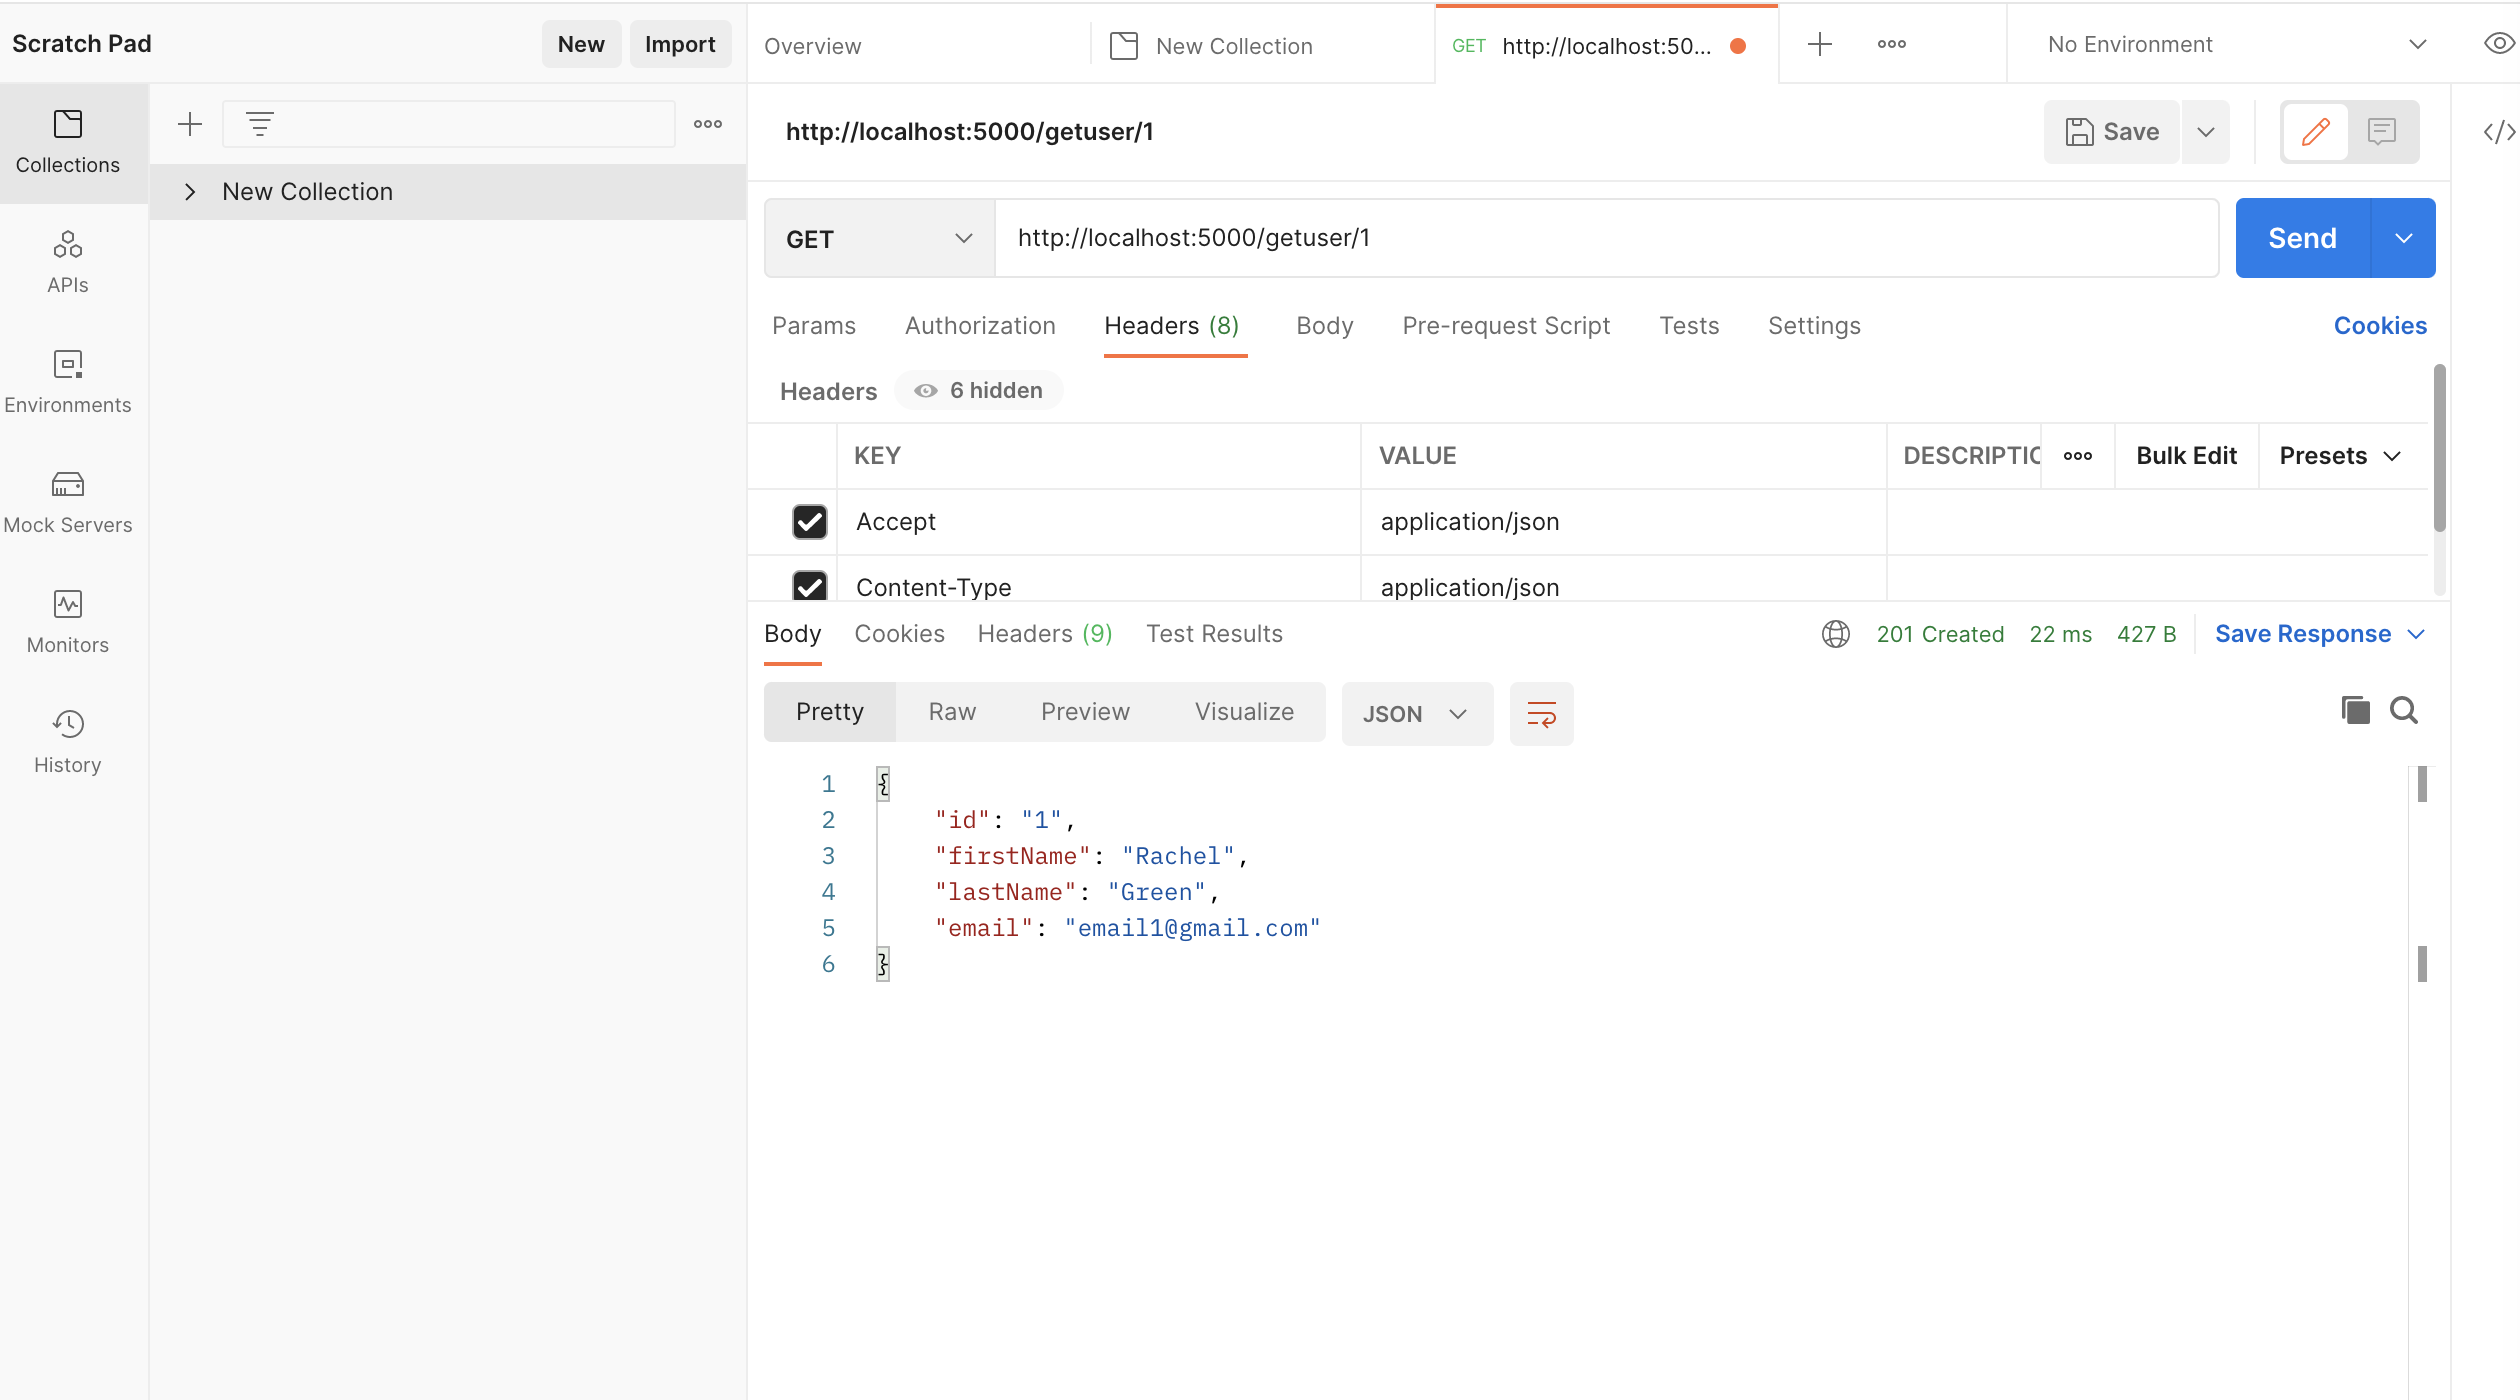 Scratch Pad
New
Import
Overview
New Collection
GET http://localhost:50...
No Environment
Collections
APIs
Environments
Mock Servers
Monitors
History
New Collection
http://localhost:5000/getuser/1
Save
GET
http://localhost:5000/getuser/1
Send
Params
Authorization
Headers (8)
Body
Pre-request Script
Tests
Settings
Cookies
Headers
6 hidden
KEY
VALUE
DESCRIPTIO
Bulk Edit
Presets
Accept
application/json
Content-Type
application/json
Body
Cookies
Headers (9)
Test Results
201 Created
22 ms
427 B
Save Response
Pretty
Raw
Preview
Visualize
JSON
1 {
2 "id": "1",
3 "firstName": "Rachel",
4 "lastName": "Green",
5 "email": "email1@gmail.com"
6 }